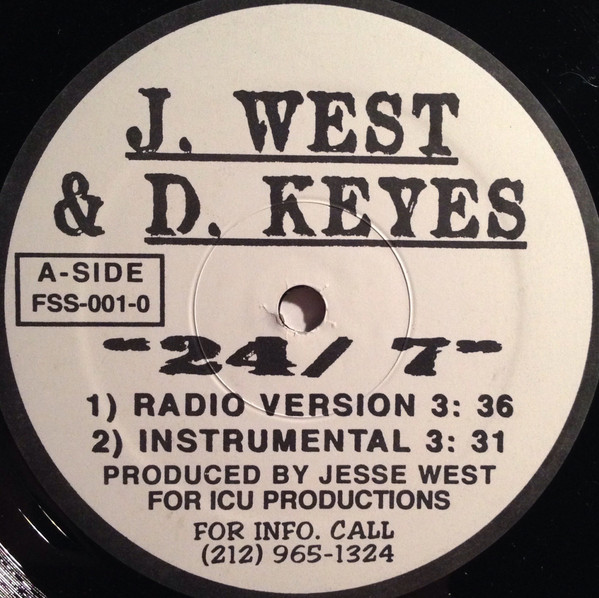 J. WEST
& D. KEYES
A-SIDE
FSS-001-0
"24/ 7"
1) RADIO VERSION 3: 36
2) INSTRUMENTAL 3: 31
PRODUCED BY JESSE WEST
FOR ICU PRODUCTIONS
FOR INFO. CALL
(212) 965-1324